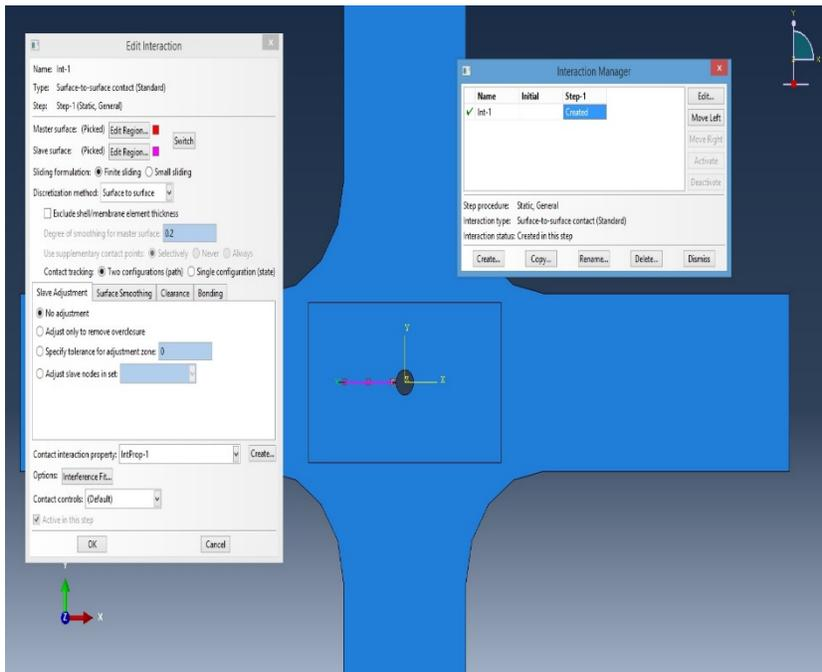 Edit Interaction
x
Name: Int-1
Type: Surface-to-surface contact (Standard)
Step: Step-1 (Static, General)
Master surface: (Picked) Edit Region...
Switch
Slave surface: (Picked) Edit Region...
Sliding formulation: Finite sliding Small sliding
Discretization method: Surface to surface
Exclude shell/membrane element thickness
Degree of smoothing for master surface: 0.2
Use supplementary contact points: Selectively Never Always
Contact tracking: Two configurations (path) Single configuration (state)
Slave Adjustment Surface Smoothing Clearance Bonding
No adjustment
Adjust only to remove overclosure
Specify tolerance for adjustment zone: 0
Adjust slave nodes in set:
Contact interaction property: IntProp-1 Create...
Options: Interference Fit...
Contact controls: (Default)
Active in this step
OK Cancel
Interaction Manager
x
Name Initial Step-1
Int-1 Created
Edit...
Move Left
Move Right
Activate
Deactivate
Step procedure: Static, General
Interaction type: Surface-to-surface contact (Standard)
Interaction status: Created in this step
Create... Copy... Rename... Delete... Dismiss
Y
X
Y
X
Y
Z X